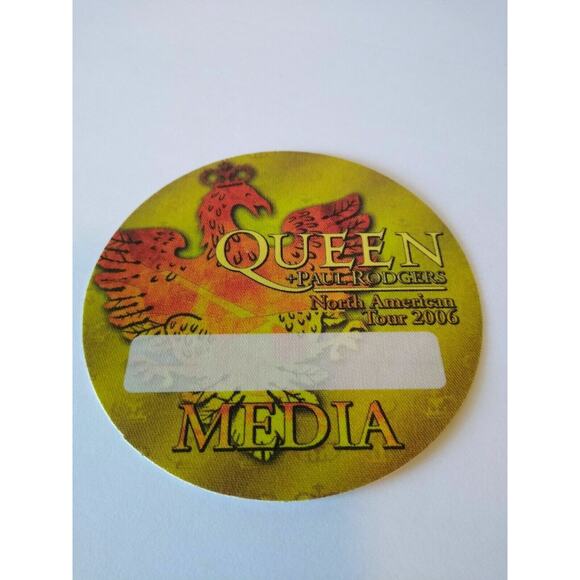 QUEEN
+PAUL RODGERS
North American
Tour 2006
MEDIA